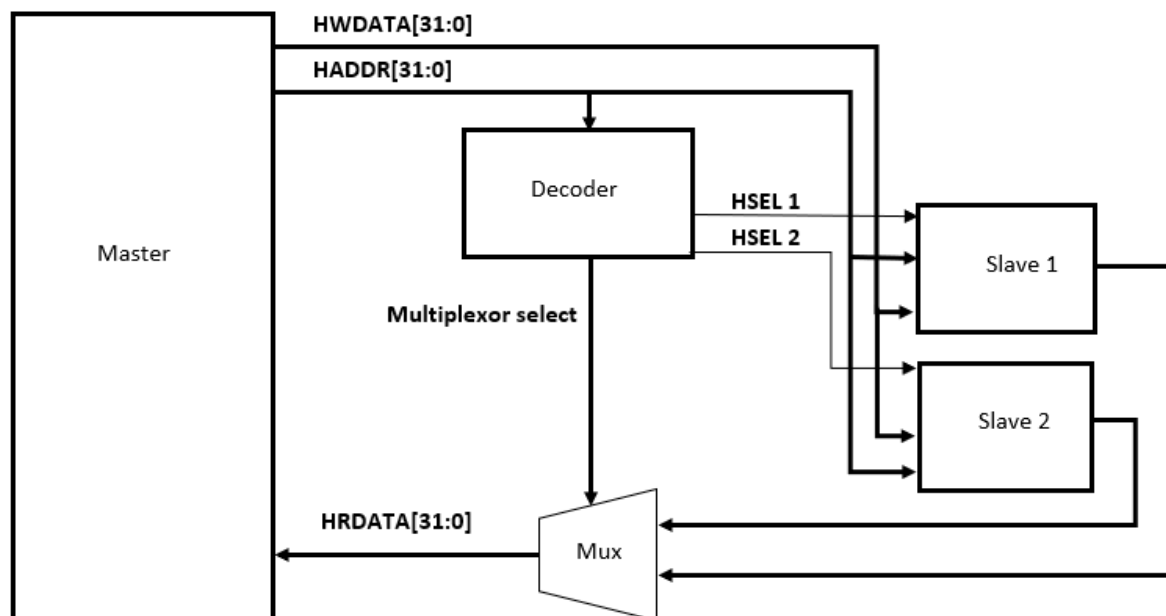 HWDATA[31:0]
HADDR[31:0]
Decoder
HSEL 1
HSEL 2
Master
Slave 1
Multiplexor select
Slave 2
HRDATA[31:0]
Mux